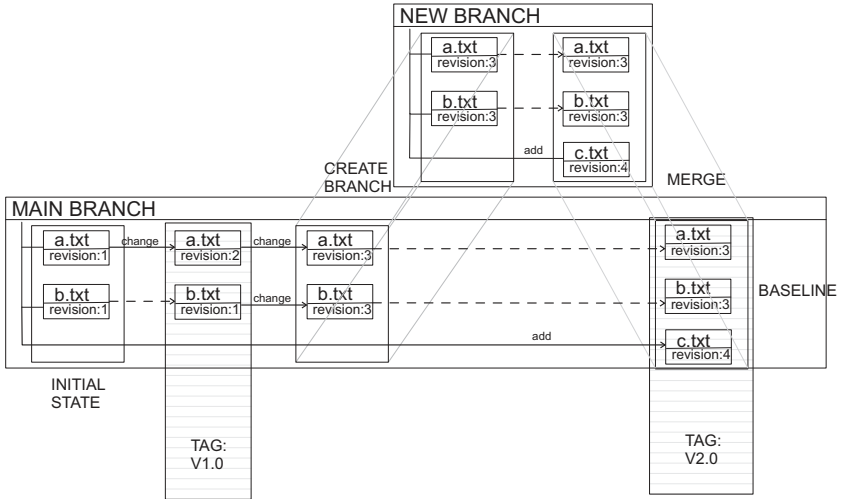 NEW BRANCH
a.txt
revision:3
a.txt
revision:3
b.txt
revision:3
b.txt
revision:3
add
c.txt
revision:4
CREATE
BRANCH
MERGE
MAIN BRANCH
a.txt
revision:1
change
a.txt
revision:2
change
a.txt
revision:3
a.txt
revision:3
b.txt
revision:1
b.txt
revision:1
change
b.txt
revision:3
b.txt
revision:3
BASELINE
add
c.txt
revision:4
INITIAL
STATE
TAG:
V1.0
TAG:
V2.0